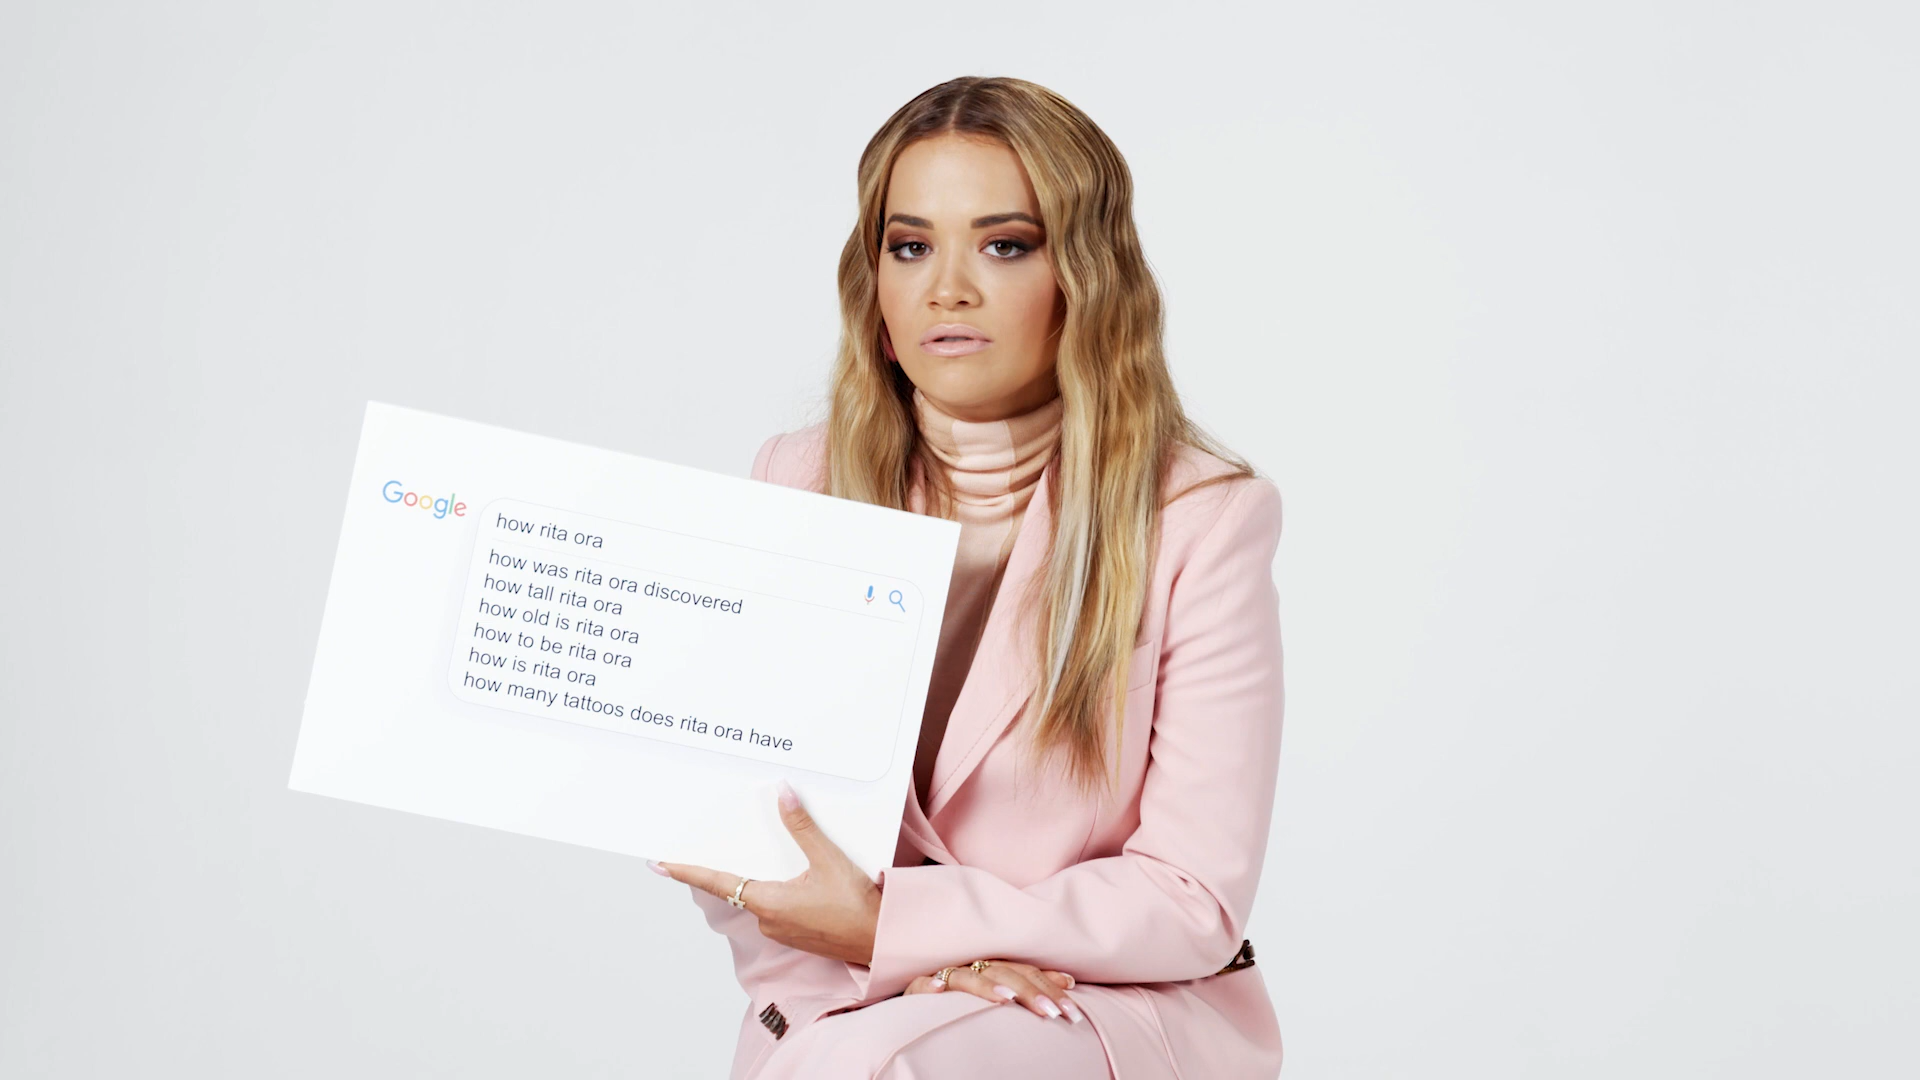 Google
how rita ora
how was rita ora discovered
how tall rita ora
how old is rita ora
how to be rita ora
how is rita ora
how many tattoos does rita ora have